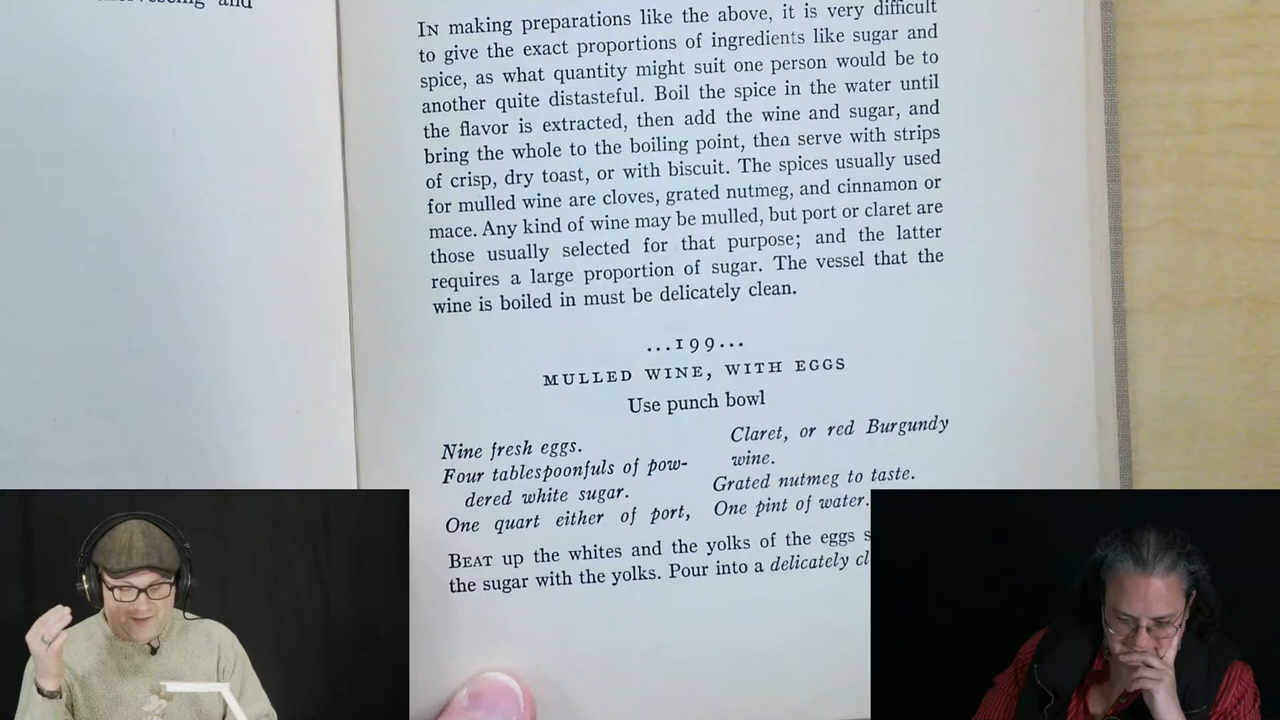 and
IN making preparations like the above, it is very difficult
to give the exact proportions of ingredients like sugar and
spice, as what quantity might suit one person would be to
another quite distasteful. Boil the spice in the water until
the flavor is extracted, then add the wine and sugar, and
bring the whole to the boiling point, then serve with strips
of crisp, dry toast, or with biscuit. The spices usually used
for mulled wine are cloves, grated nutmeg, and cinnamon or
mace. Any kind of wine may be mulled, but port or claret are
those usually selected for that purpose; and the latter
requires a large proportion of sugar. The vessel that the
wine is boiled in must be delicately clean.
...199...
MULLED WINE, WITH EGGS
Use punch bowl
Nine fresh eggs.
Four tablespoonfuls of pow-
dered white sugar.
One quart either of port,
Claret, or red Burgundy
wine.
Grated nutmeg to taste.
One pint of water.
BEAT up the whites and the yolks of the eggs s
the sugar with the yolks. Pour into a delicately cl